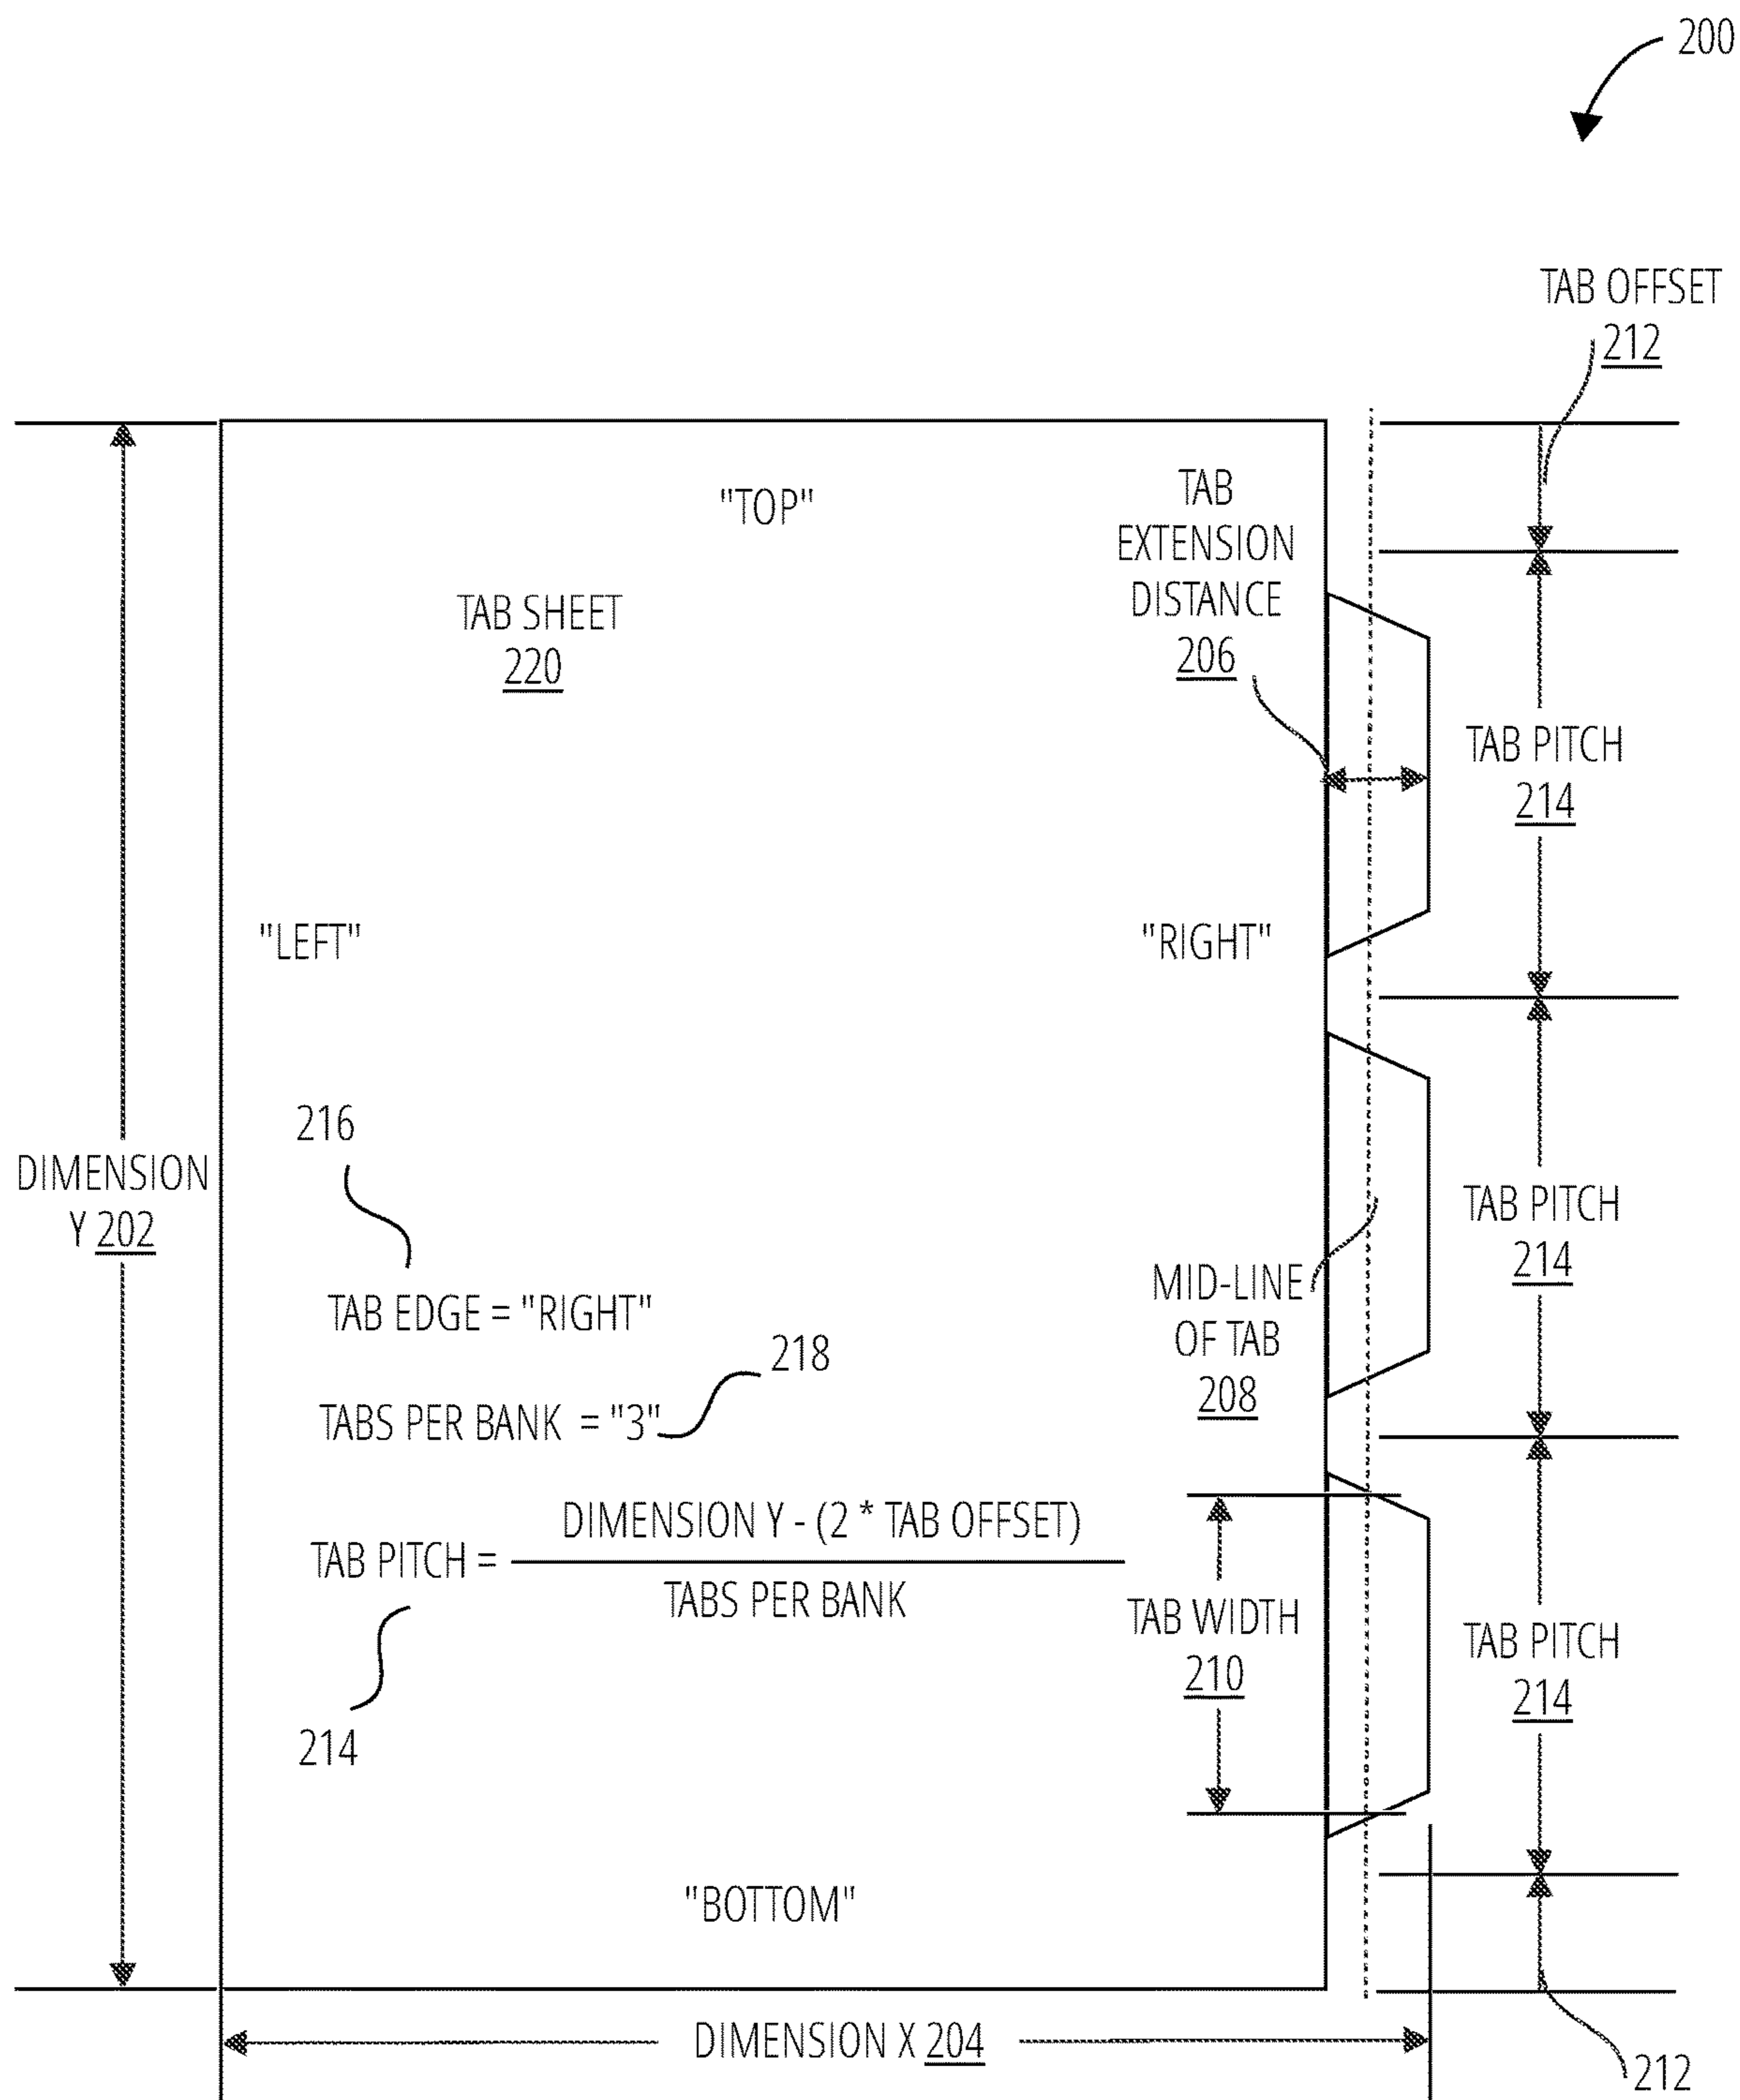 200
TAB OFFSET
212
"TOP"
TAB
EXTENSION
DISTANCE
206
TAB SHEET
220
TAB PITCH
214
"LEFT"
"RIGHT"
216
DIMENSION
Y 202
TAB PITCH
214
MID-LINE
OF TAB
208
TAB EDGE = "RIGHT"
218
TABS PER BANK = "3"
DIMENSION Y - (2 * TAB OFFSET)
TAB PITCH =
TABS PER BANK
214
TAB WIDTH
210
TAB PITCH
214
"BOTTOM"
DIMENSION X 204
212